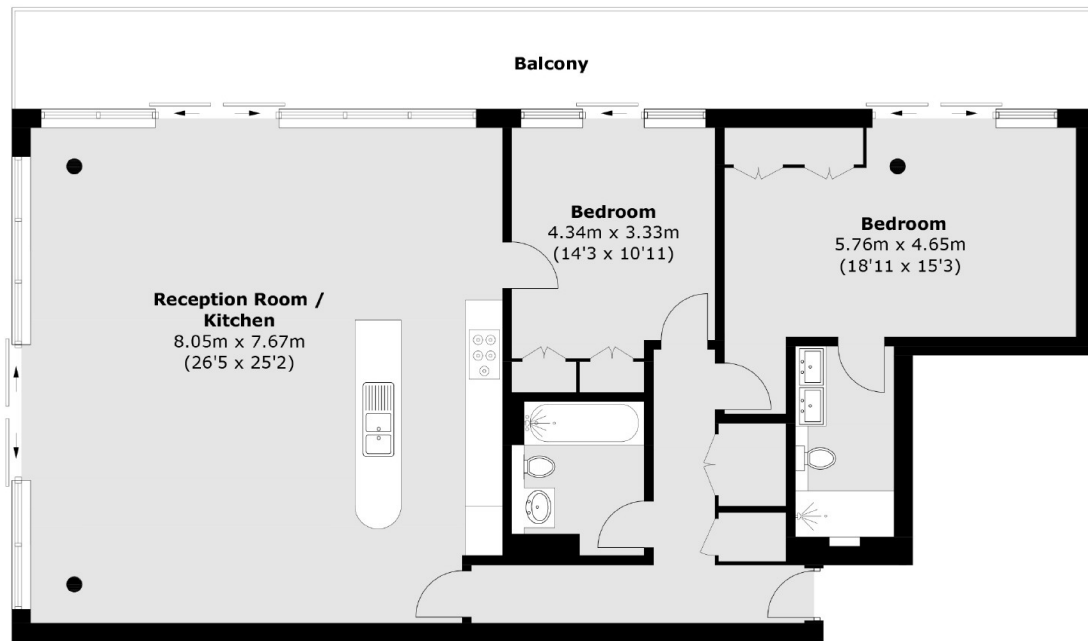 Balcony
Bedroom
4.34m x 3.33m
(14'3 x 10'11)
Bedroom
5.76m x 4.65m
(18'11 x 15'3)
Reception Room /
Kitchen
8.05m x 7.67m
(26'5 x 25'2)